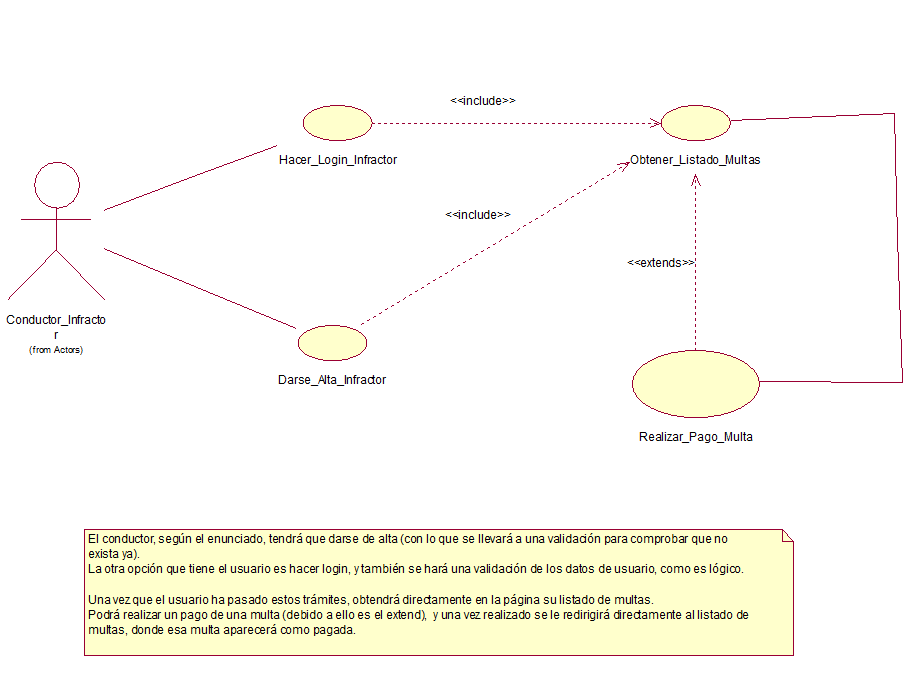 <<include>>
Hacer_Login_Infractor
Obtener_Listado_Multas
<<include>>
<<extends>>
Conductor_Infracto
r
(from Actors)
Darse_Alta_Infractor
Realizar_Pago_Multa
El conductor, según el enunciado, tendrá que darse de alta (con lo que se llevará a una validación para comprobar que no
exista ya).
La otra opción que tiene el usuario es hacer login, y también se hará una validación de los datos de usuario, como es lógico.
Una vez que el usuario ha pasado estos trámites, obtendrá directamente en la página su listado de multas.
Podrá realizar un pago de una multa (debido a ello es el extend), y una vez realizado se le redirigirá directamente al listado de
multas, donde esa multa aparecerá como pagada.